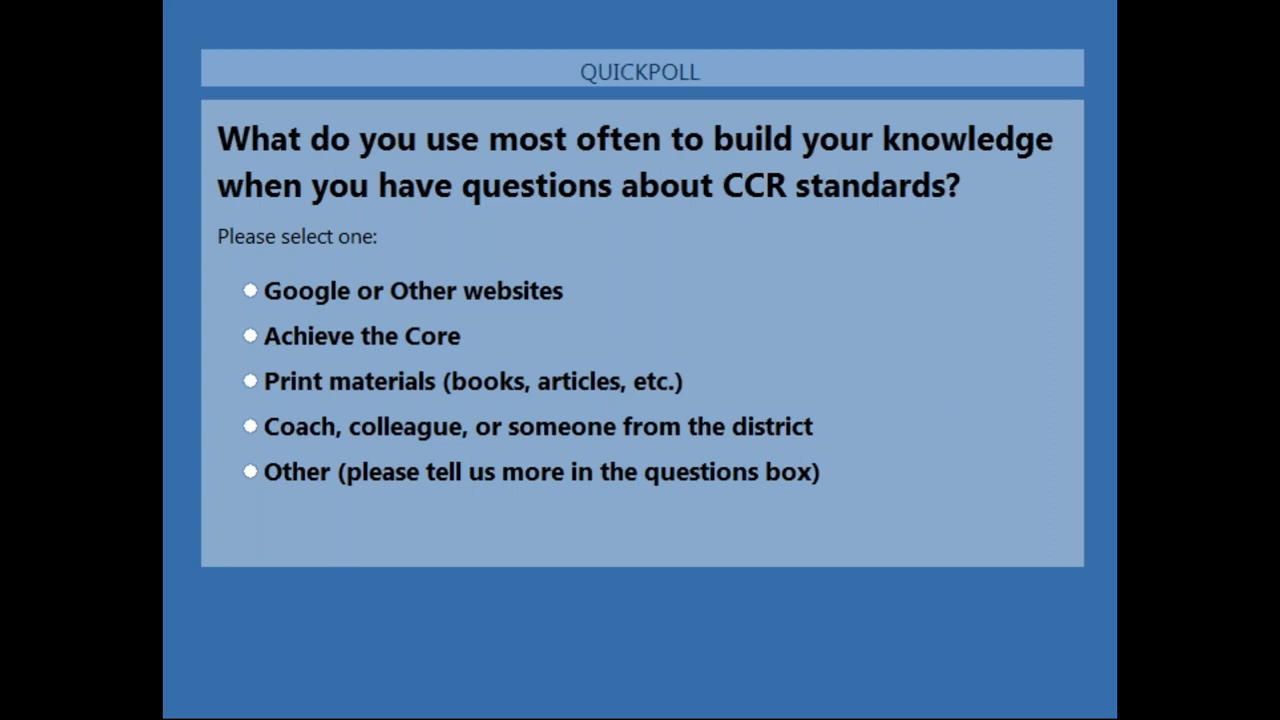 QUICKPOLL
What do you use most often to build your knowledge
when you have questions about CCR standards?
Please select one:
Google or Other websites
Achieve the Core
Print materials (books, articles, etc.)
Coach, colleague, or someone from the district
Other (please tell us more in the questions box)